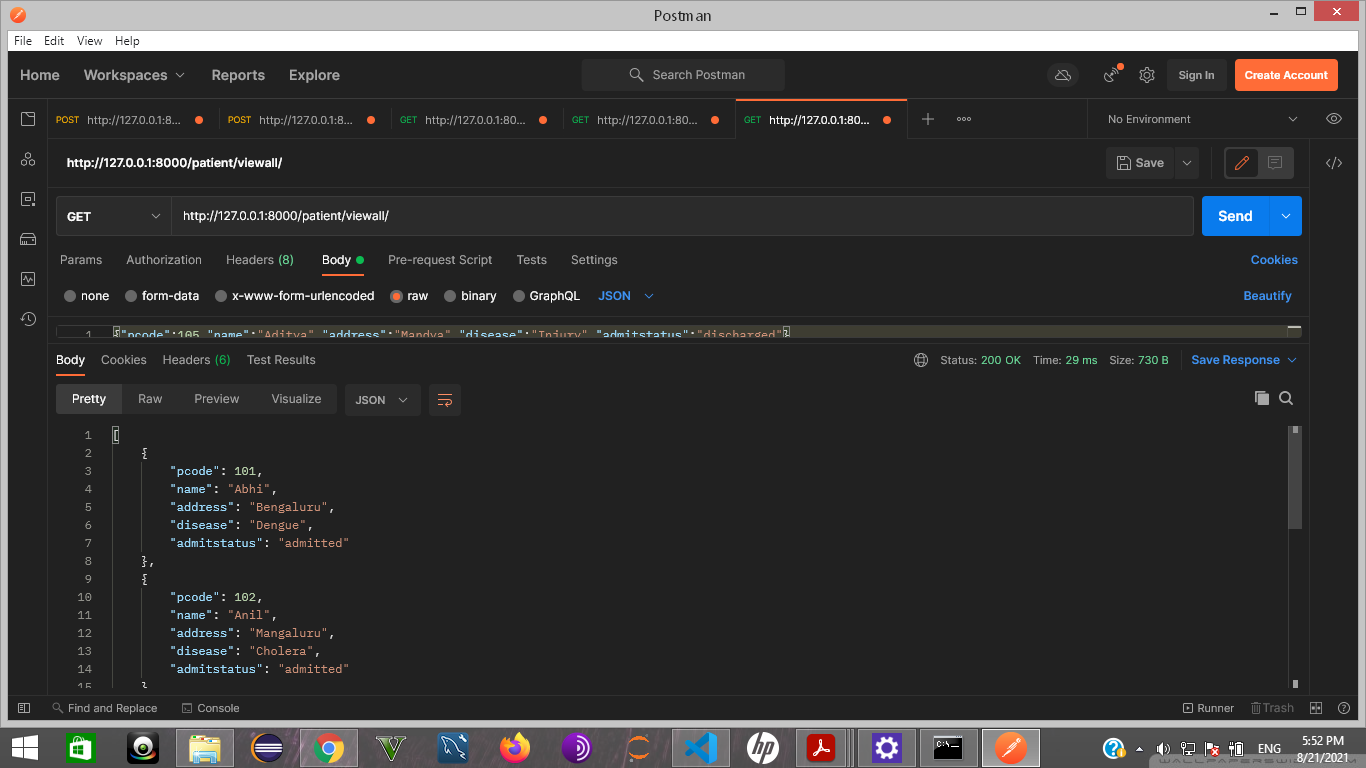 Postman
File Edit View Help
Home Workspaces Reports Explore Search Postman Sign In Create Account
POST http://127.0.0.1:8... POST http://127.0.0.1:8... GET http://127.0.0.1:80... GET http://127.0.0.1:80... GET http://127.0.0.1:80... No Environment
http://127.0.0.1:8000/patient/viewall/ Save
GET http://127.0.0.1:8000/patient/viewall/ Send
Params Authorization Headers (8) Body Pre-request Script Tests Settings Cookies
none form-data x-www-form-urlencoded raw binary GraphQL JSON Beautify
1 {"pcode":105,"name":"Aditya","address":"Mandya","disease":"Injury","admitstatus":"discharged"}
Body Cookies Headers (6) Test Results Status: 200 OK Time: 29 ms Size: 730 B Save Response
Pretty Raw Preview Visualize JSON
1 [
2 {
3 "pcode": 101,
4 "name": "Abhi",
5 "address": "Bengaluru",
6 "disease": "Dengue",
7 "admitstatus": "admitted"
8 },
9 {
10 "pcode": 102,
11 "name": "Anil",
12 "address": "Mangaluru",
13 "disease": "Cholera",
14 "admitstatus": "admitted"
15 }
Find and Replace Console Runner Trash
hp C:\_ ENG 5:52 PM
8/21/2021